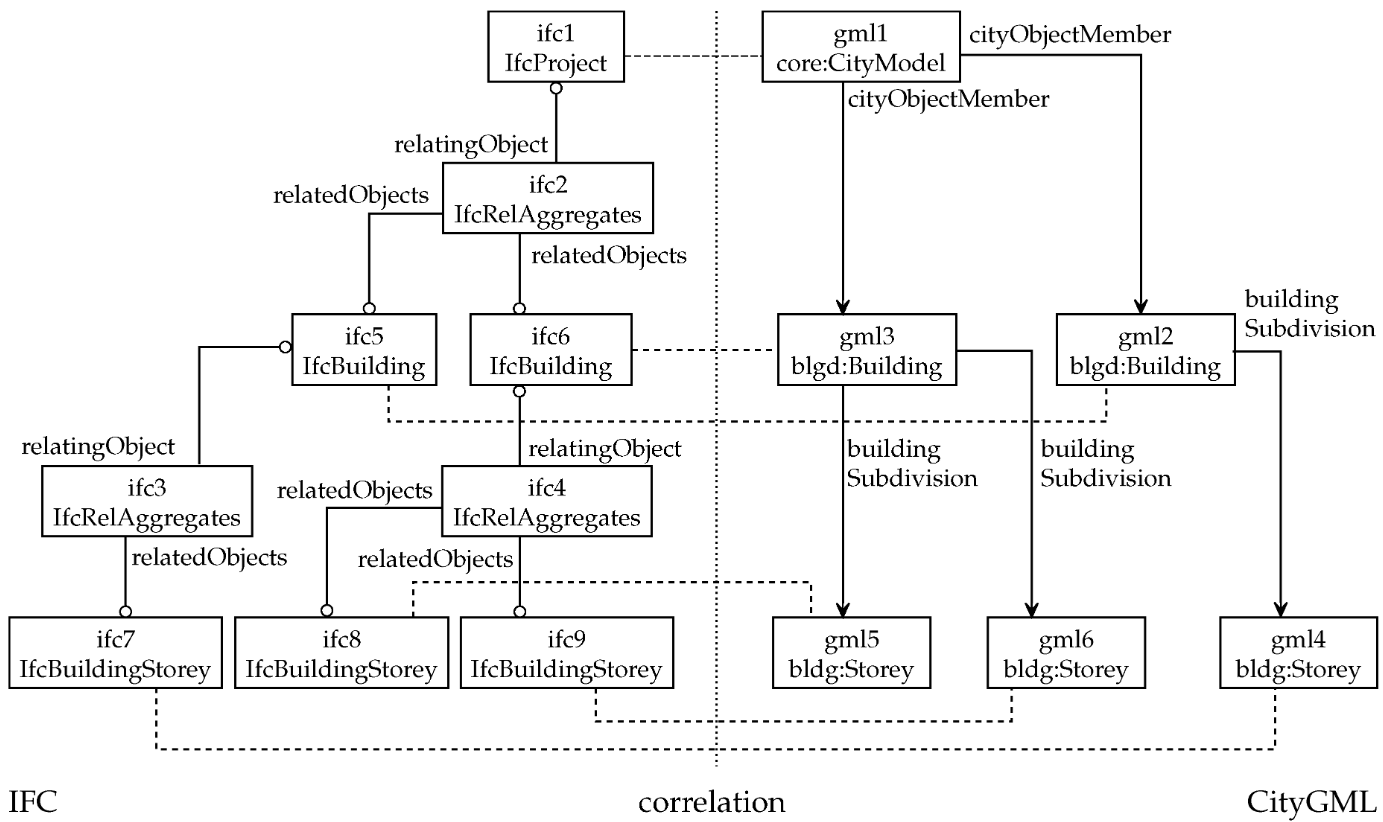 ifc1
IfcProject
gml1
core:CityModel
cityObjectMember
cityObjectMember
relatingObject
relatedObjects
ifc2
IfcRelAggregates
relatedObjects
building
Subdivision
ifc5
IfcBuilding
ifc6
IfcBuilding
gml3
blgd:Building
gml2
blgd:Building
relatingObject
relatingObject
building
Subdivision
building
Subdivision
ifc3
IfcRelAggregates
relatedObjects
ifc4
IfcRelAggregates
relatedObjects
relatedObjects
ifc7
IfcBuildingStorey
ifc8
IfcBuildingStorey
ifc9
IfcBuildingStorey
gml5
bldg:Storey
gml6
bldg:Storey
gml4
bldg:Storey
IFC
correlation
CityGML